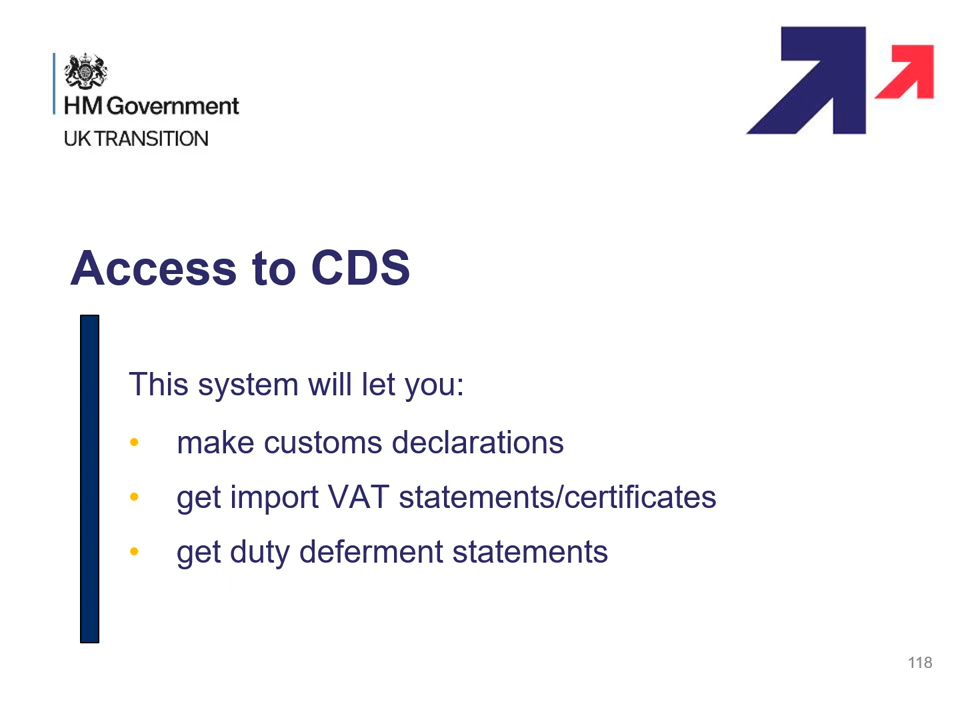 HM Government
UK TRANSITION
Access to CDS
This system will let you:
• make customs declarations
• get import VAT statements/certificates
• get duty deferment statements
118